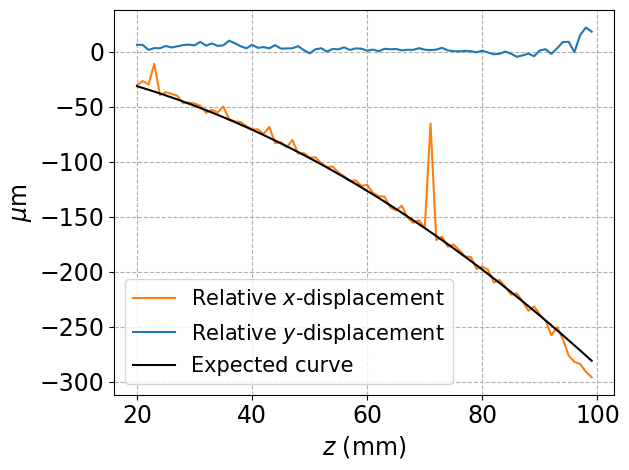 0
−50
−100
−150
−200
−250
−300
μm
Relative x-displacement
Relative y-displacement
Expected curve
20 40 60 80 100
z (mm)